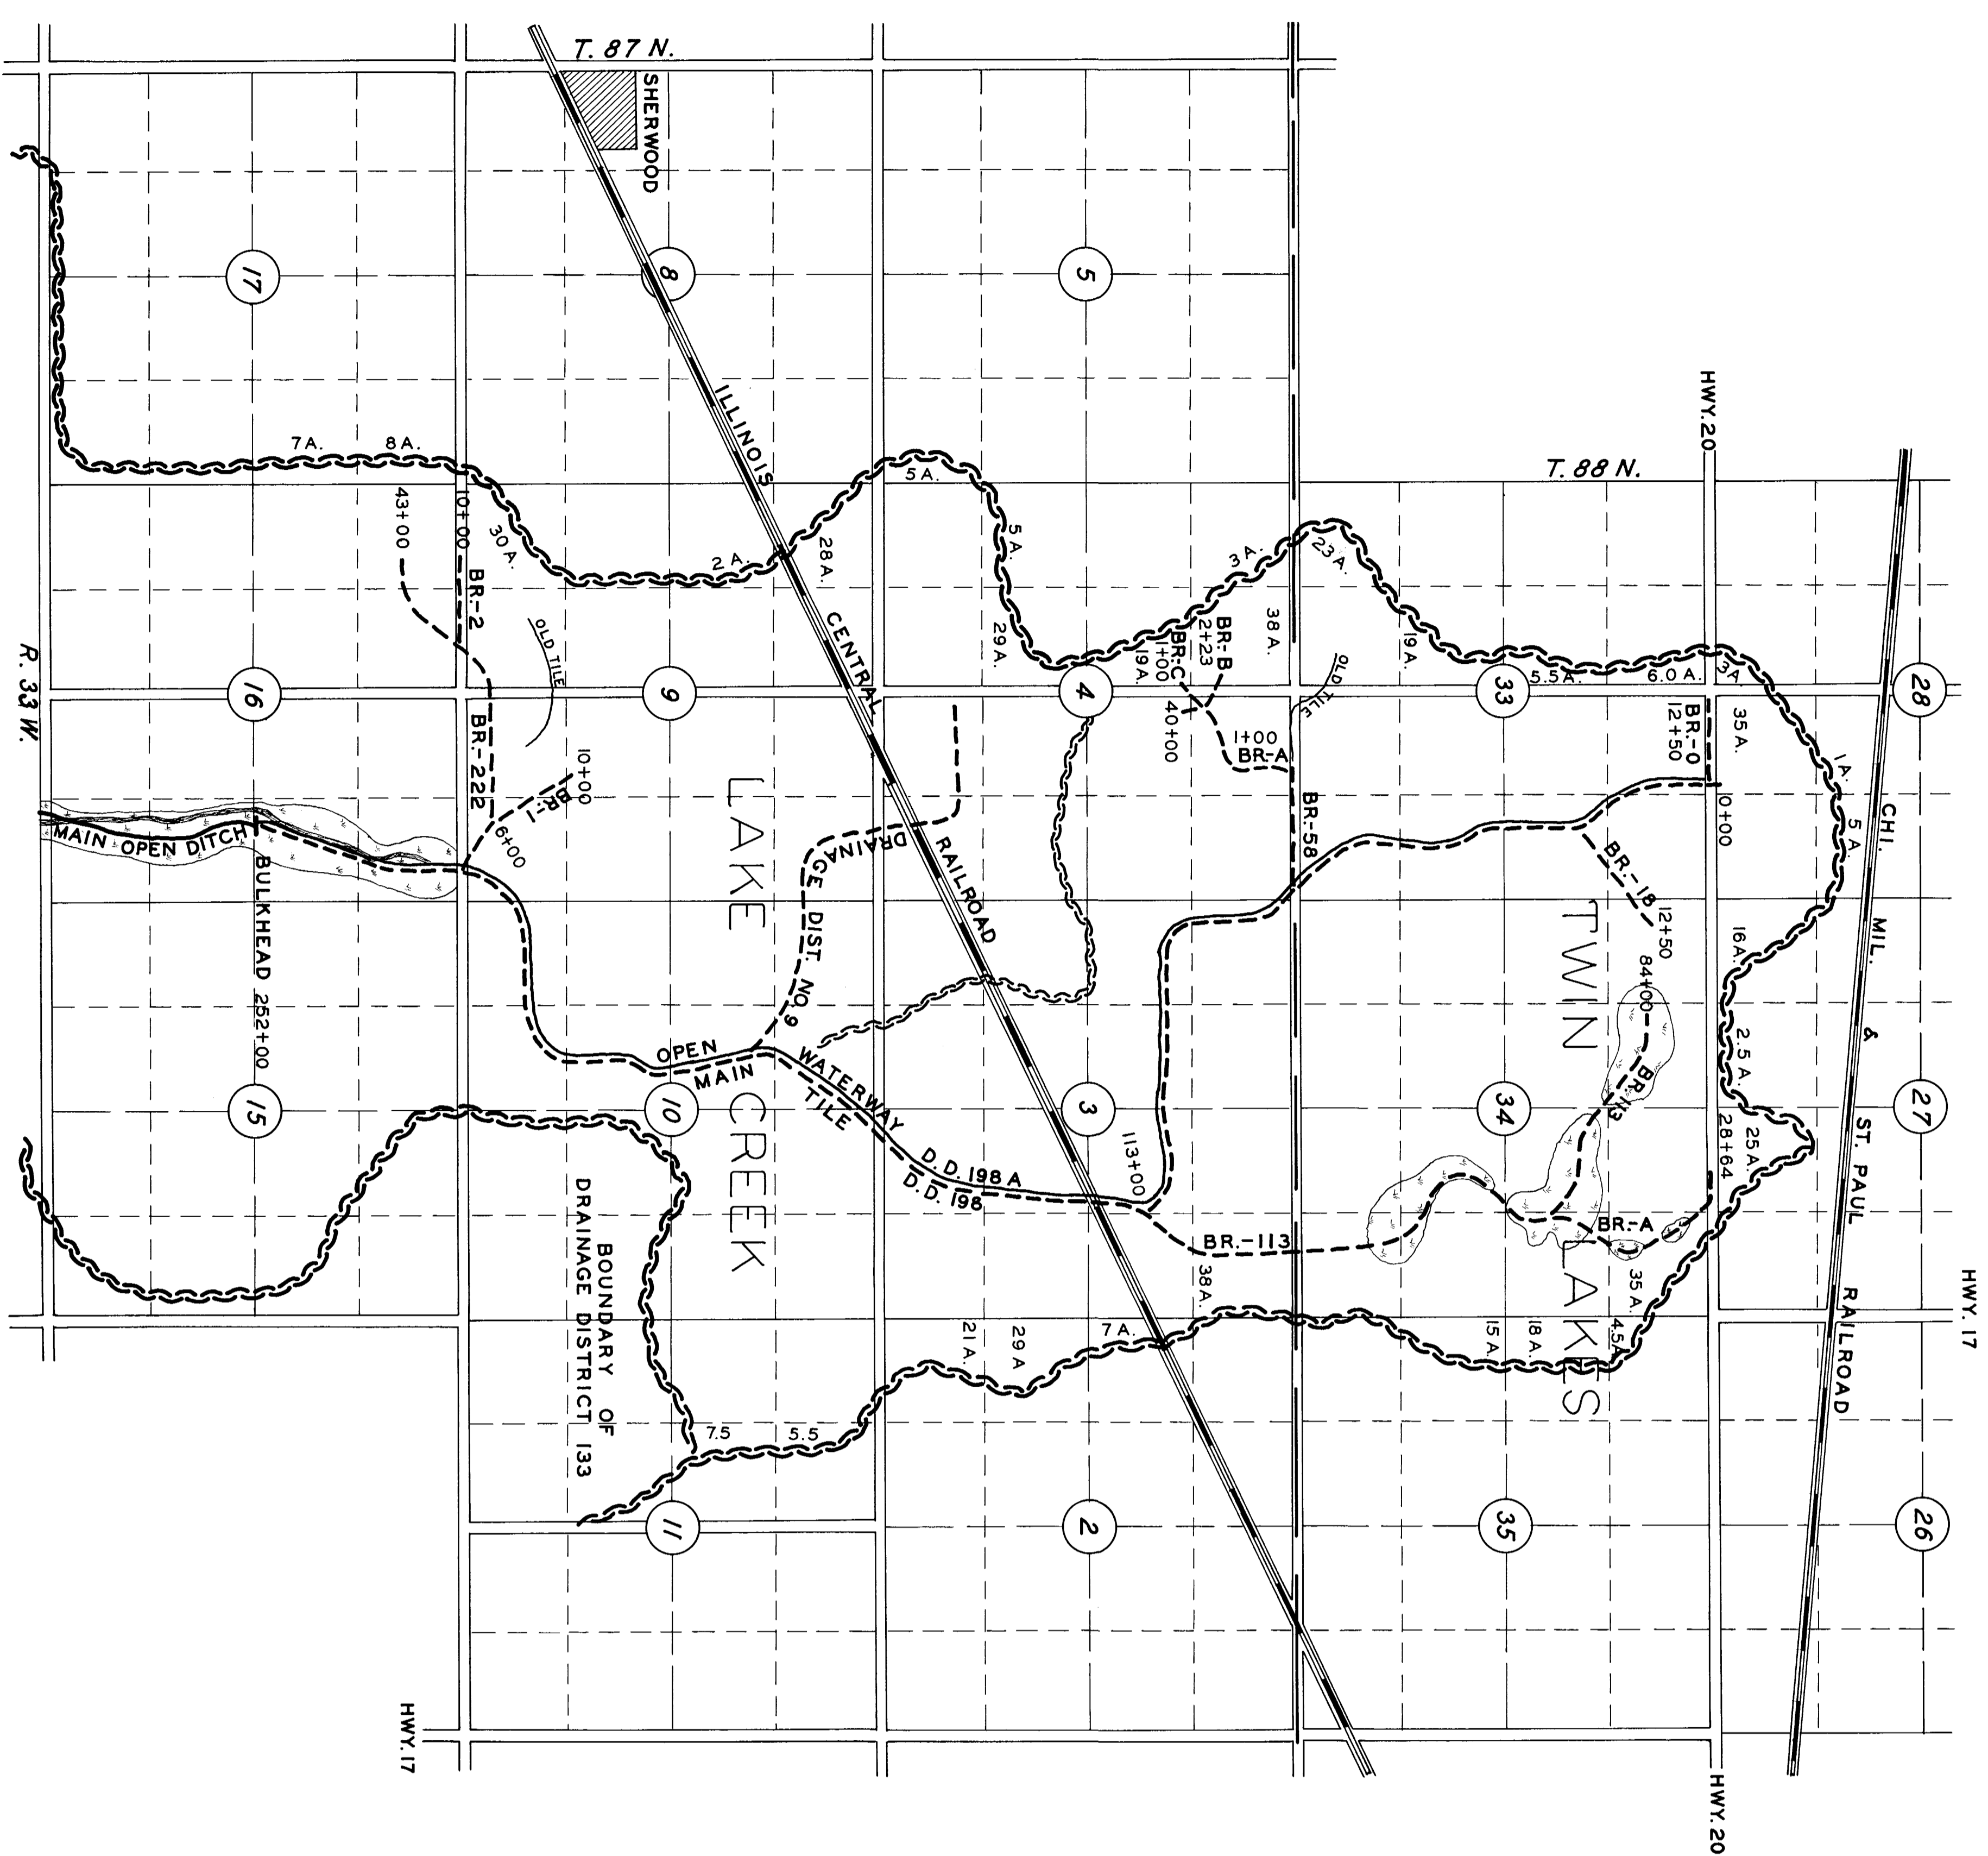 T. 87 N.
SHERWOOD
17
8
5
HWY. 20
T. 88 N.
ILLINOIS
CENTRAL
RAILROAD
7 A.
8 A.
43+00
10+00
BR.-2
30 A.
2 A.
28 A.
5 A.
5 A.
29 A.
3 A.
23 A.
38 A.
19 A.
BR.-B
2+23
BR-C
1+00
19 A.
40+00
1+00
BR-A
BR.-58
OLD TILE
OLD TILE
5.5 A.
6.0 A.
3 A.
35 A.
BR.-0
12+50
0+00
1 A.
5 A.
28
33
4
9
16
R. 33 W.
BR.-222
10+00
BR-1
6+00
MAIN OPEN DITCH
BULKHEAD 252+00
LAKE CREEK
DRAINAGE DIST. NO. 9
BR.-18
12+50
84+00
TWIN LAKES
16 A.
2.5 A.
28+64
25 A.
CHI. MIL. & ST. PAUL RAILROAD
OPEN WATERWAY
MAIN TILE
D.D. 198 A
D.D. 198
113+00
BR.-113
BR.-A
15
10
3
34
27
38 A.
35 A.
4.5 A.
18 A.
15 A.
7 A.
29 A
21 A.
5.5
7.5
BOUNDARY OF
DRAINAGE DISTRICT 133
11
2
35
26
HWY. 17
HWY. 17
HWY. 20